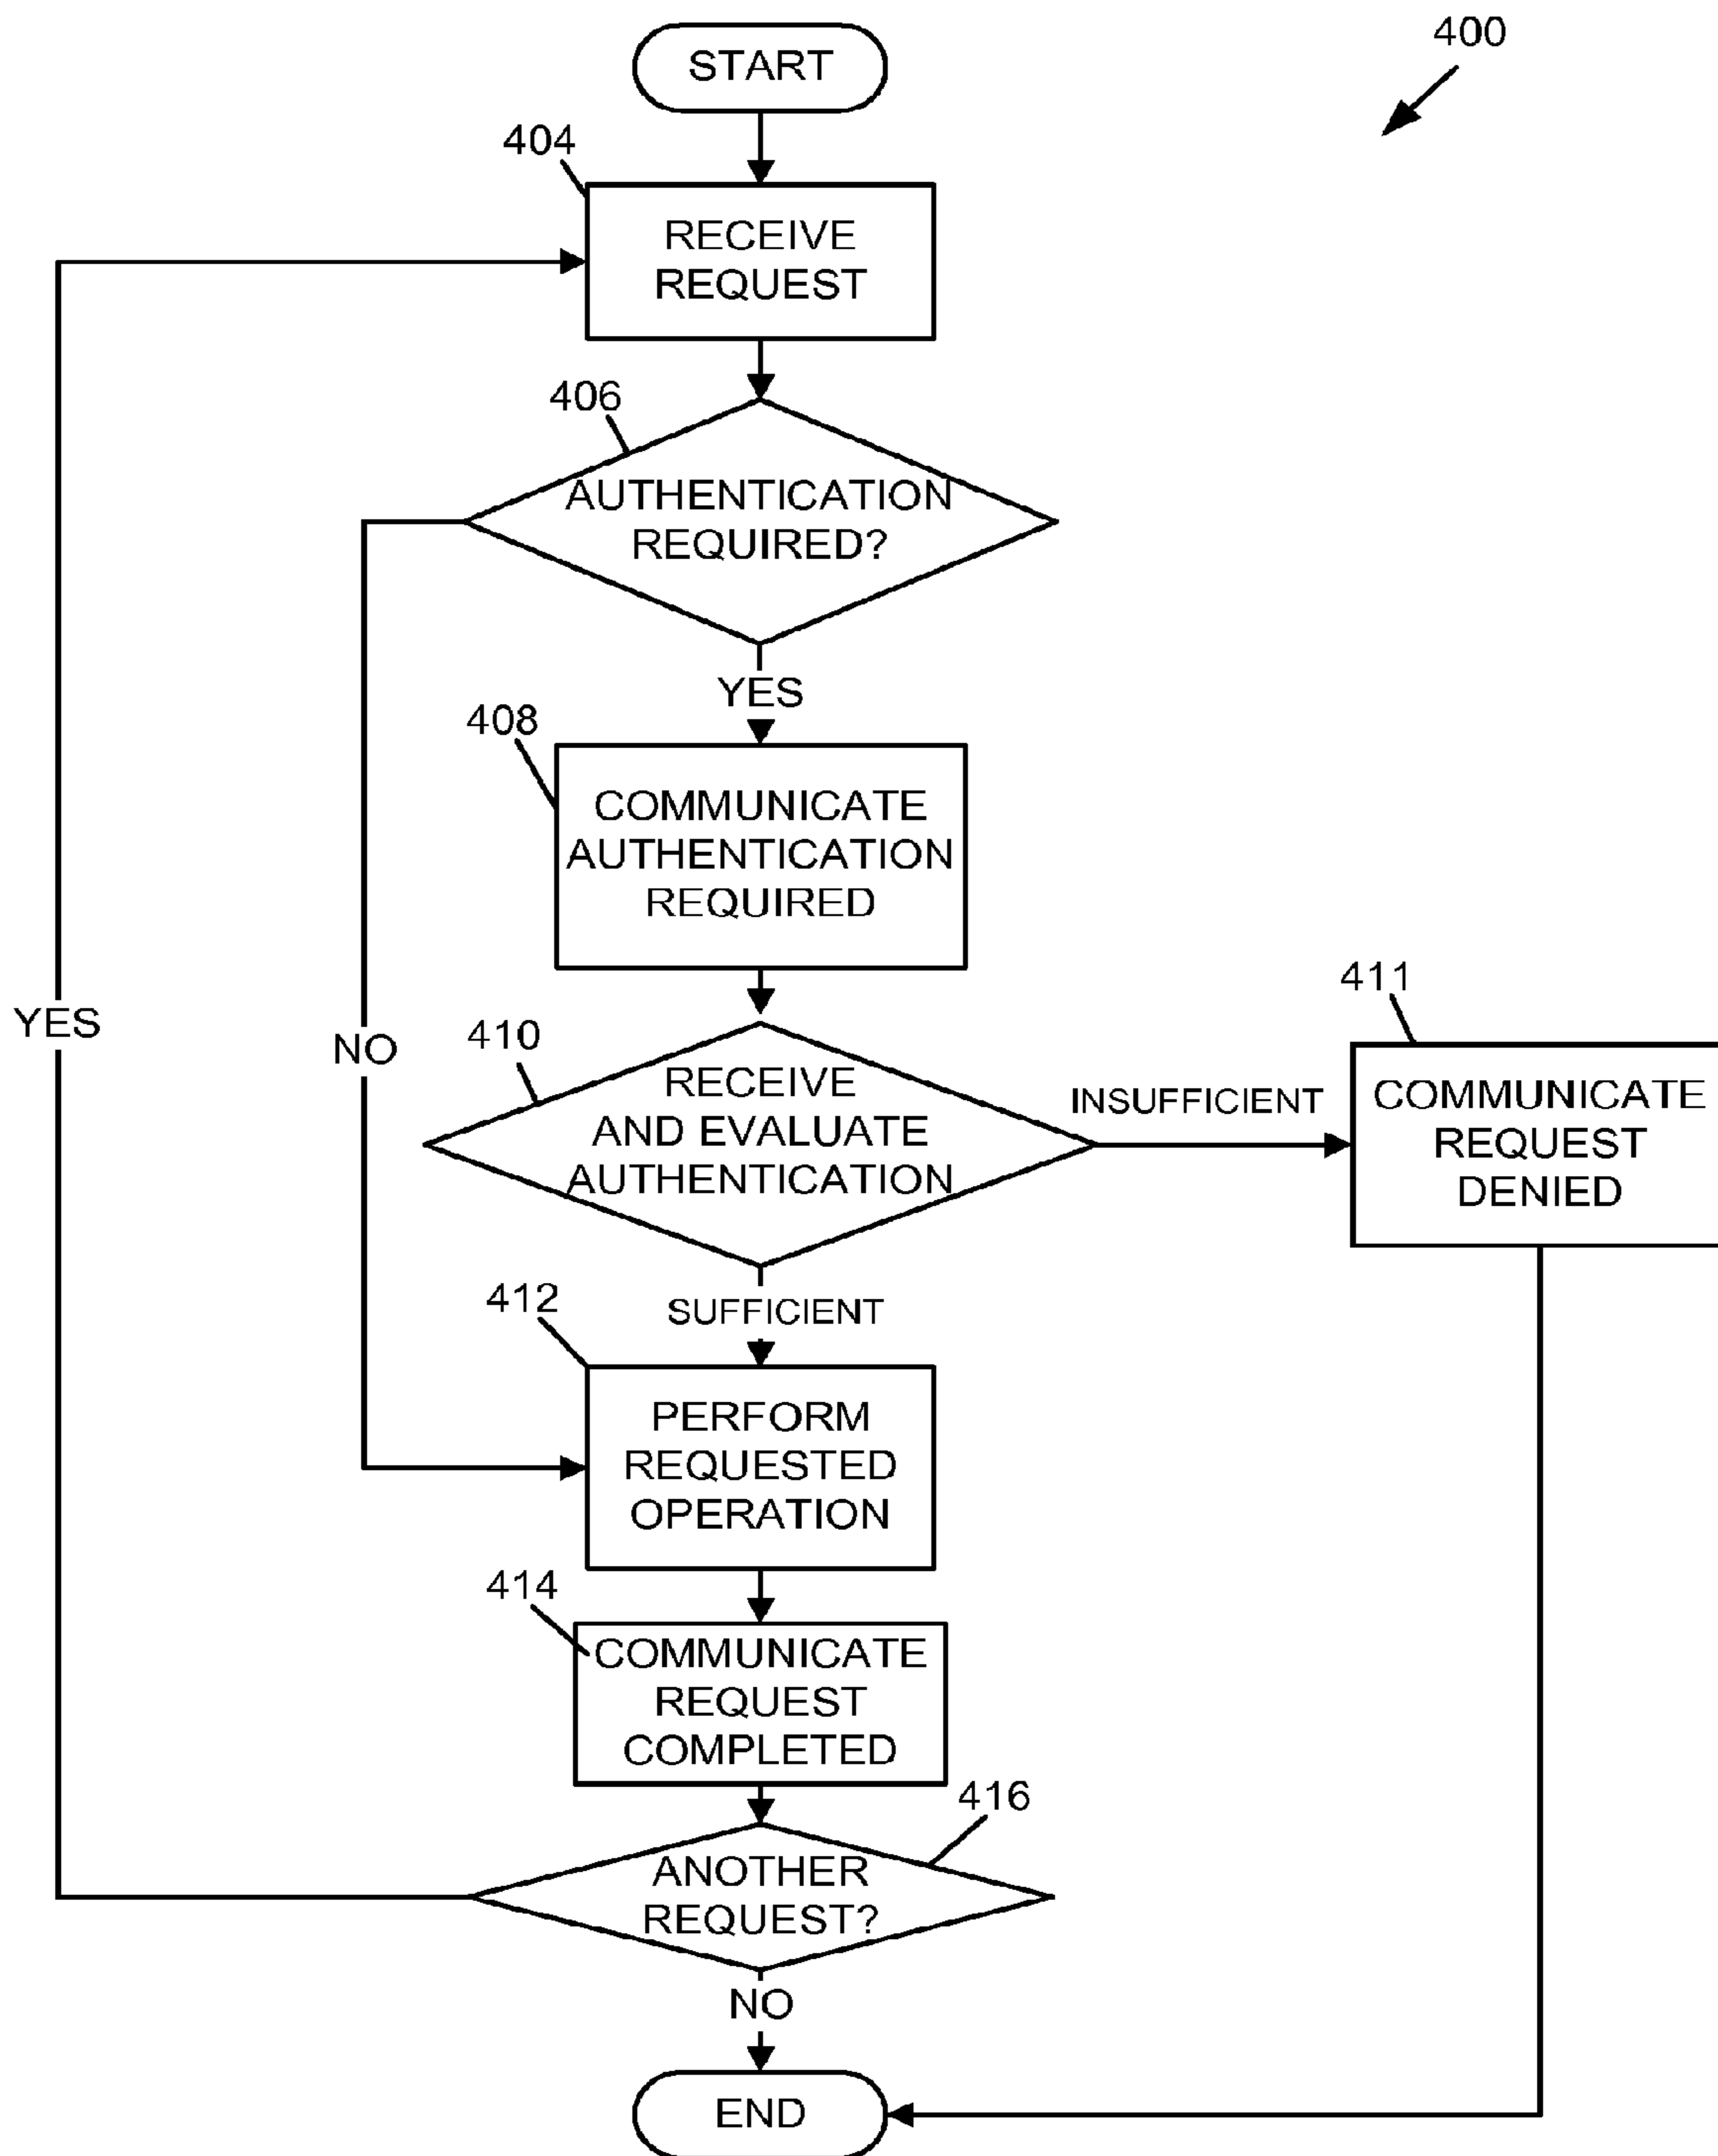 START
400
404
RECEIVE
REQUEST
406
AUTHENTICATION
REQUIRED?
YES
408
COMMUNICATE
AUTHENTICATION
REQUIRED
YES
NO
410
RECEIVE
AND EVALUATE
AUTHENTICATION
INSUFFICIENT
411
COMMUNICATE
REQUEST
DENIED
SUFFICIENT
412
PERFORM
REQUESTED
OPERATION
414
COMMUNICATE
REQUEST
COMPLETED
416
ANOTHER
REQUEST?
NO
END